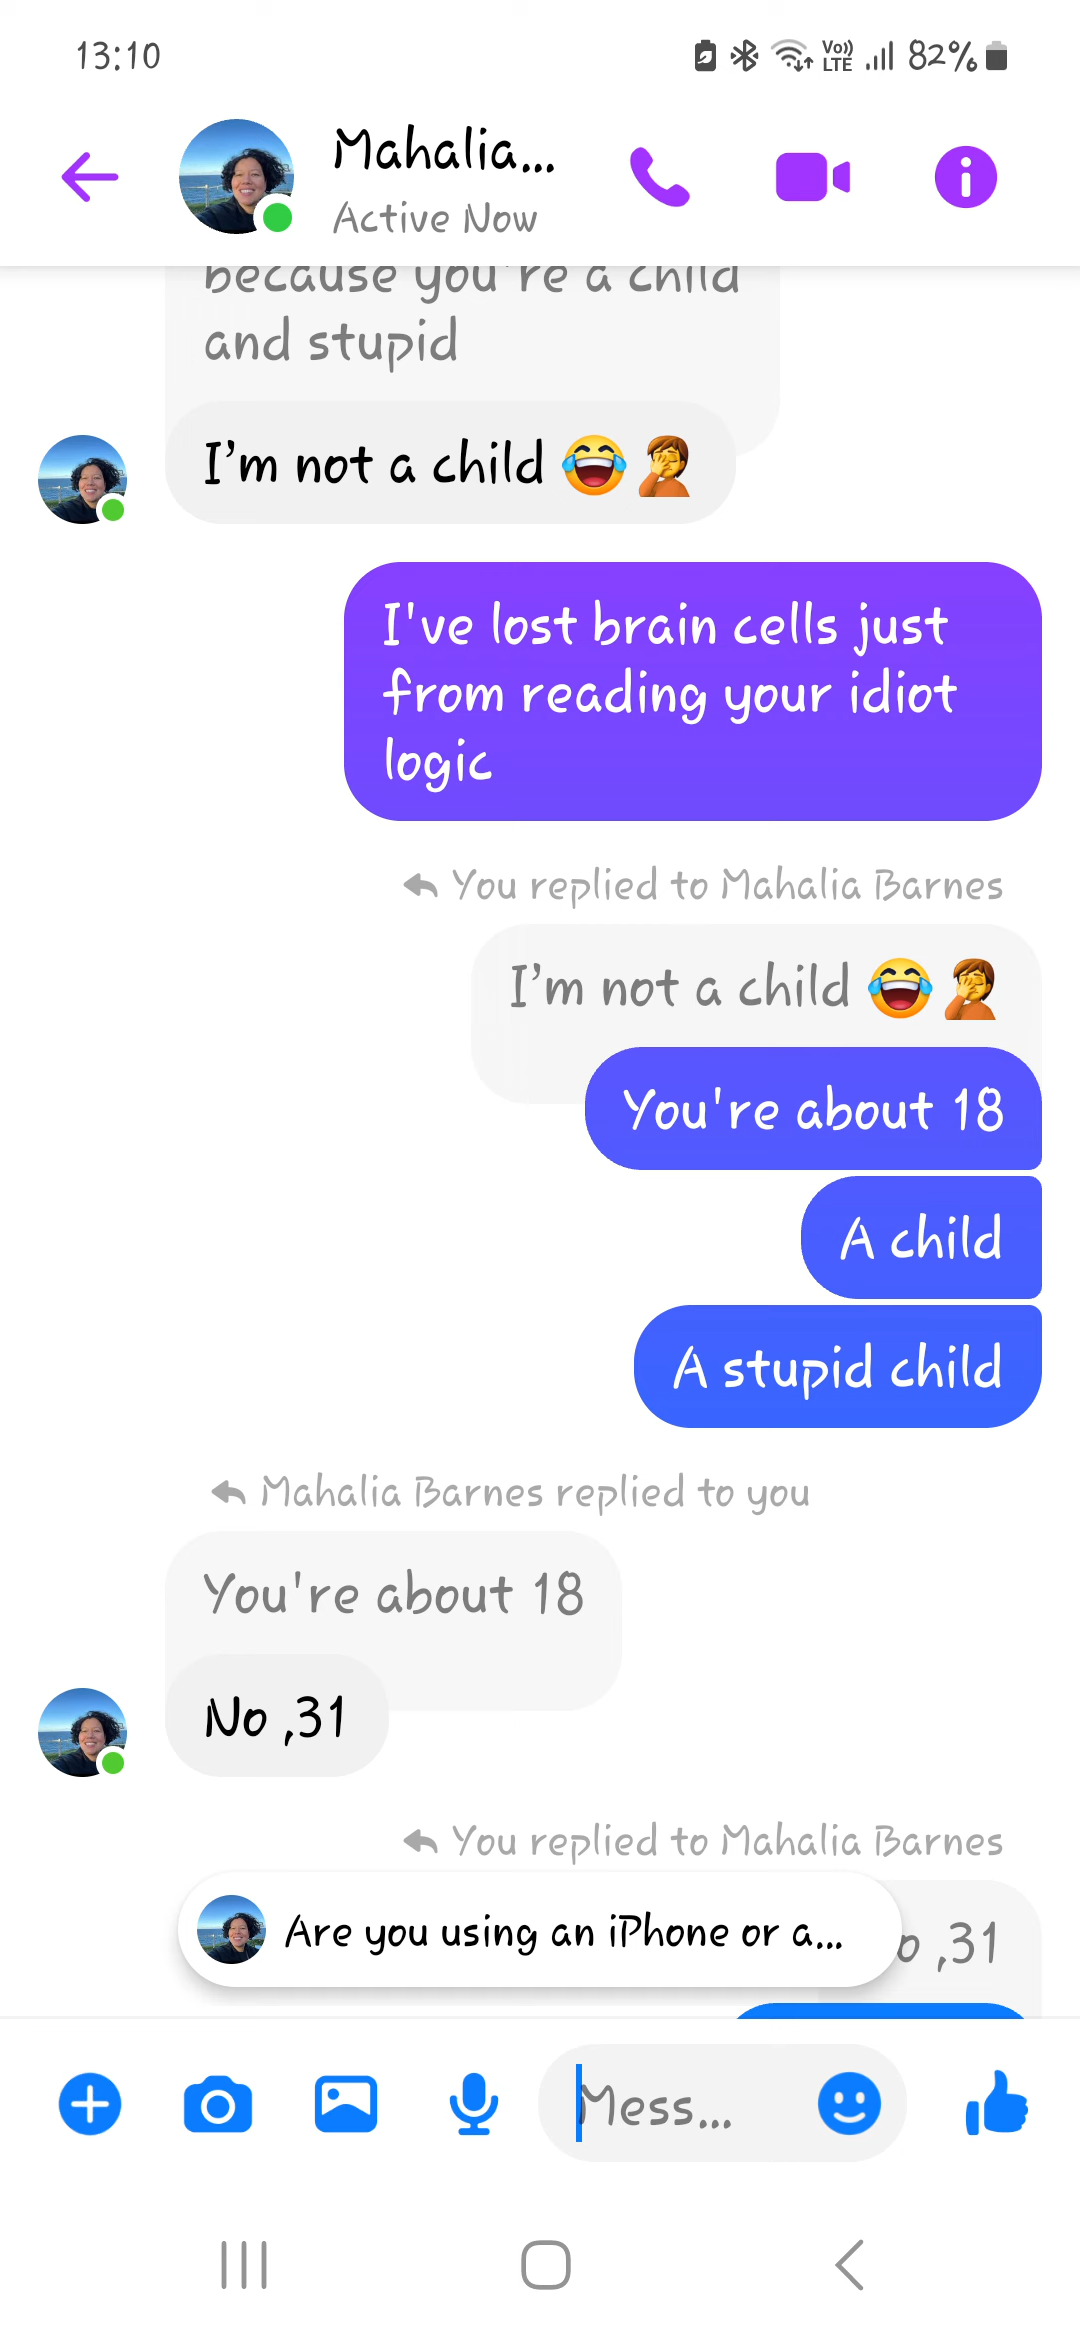 13:10
Vo))
LTE
82%
Mahalia...
Active Now
because you're a child
and stupid
I’m not a child 😂🤦
I've lost brain cells just
from reading your idiot
logic
You replied to Mahalia Barnes
I’m not a child 😂🤦
You're about 18
A child
A stupid child
Mahalia Barnes replied to you
You're about 18
No ,31
You replied to Mahalia Barnes
Are you using an iPhone or a...
o ,31
Mess...